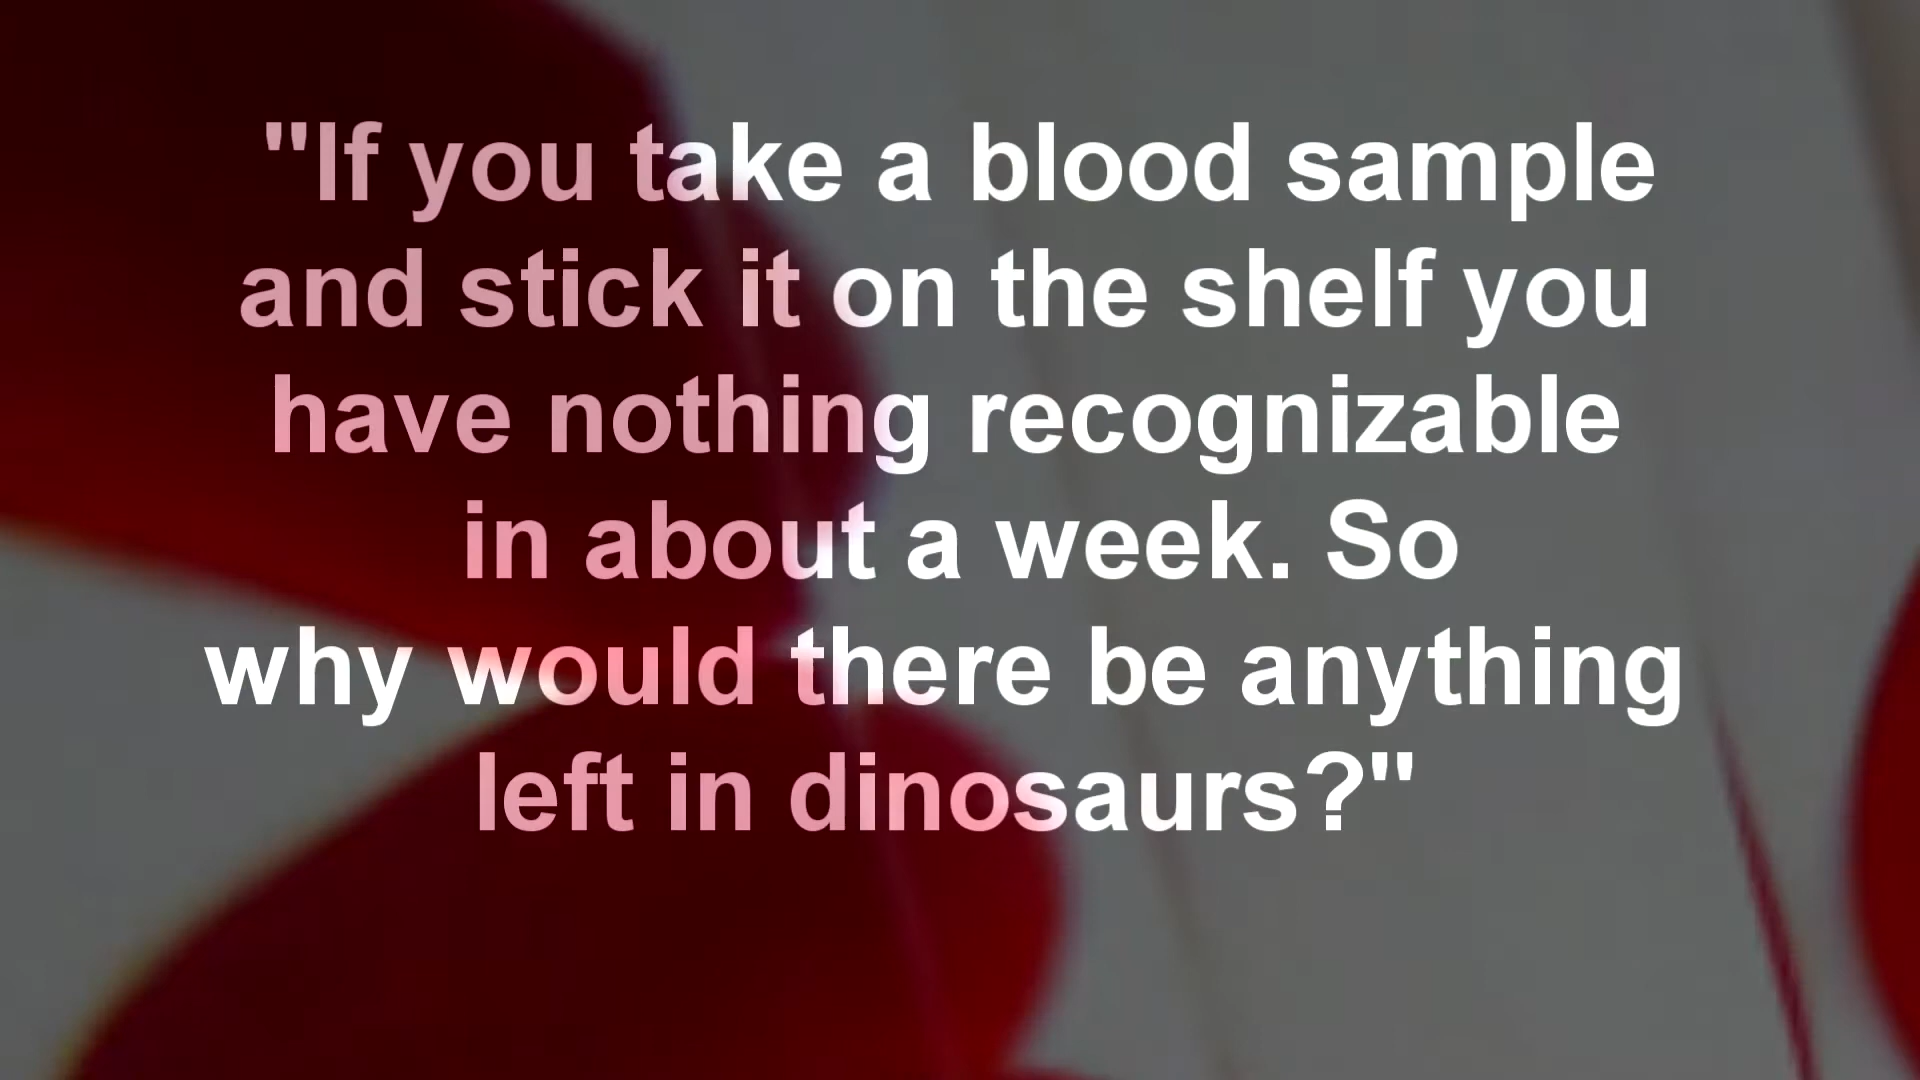 "If you take a blood sample
and stick it on the shelf you
have nothing recognizable
in about a week. So
why would there be anything
left in dinosaurs?"